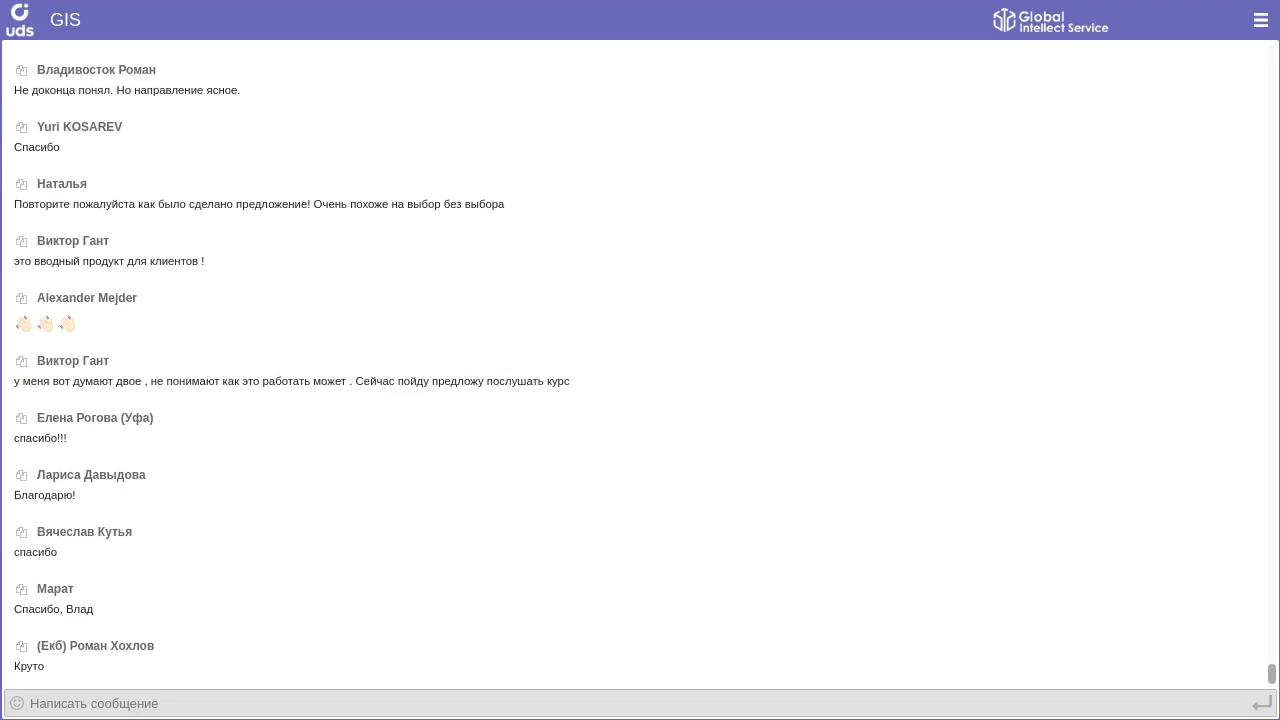 uds
GIS
Global
Intellect Service
Владивосток Роман
Не доконца понял. Но направление ясное.
Yuri KOSAREV
Спасибо
Наталья
Повторите пожалуйста как было сделано предложение! Очень похоже на выбор без выбора
Виктор Гант
это вводный продукт для клиентов !
Alexander Mejder
Виктор Гант
у меня вот думают двое , не понимают как это работать может . Сейчас пойду предложу послушать курс
Елена Рогова (Уфа)
спасибо!!!
Лариса Давыдова
Благодарю!
Вячеслав Кутья
спасибо
Марат
Спасибо, Влад
(Екб) Роман Хохлов
Круто
Написать сообщение